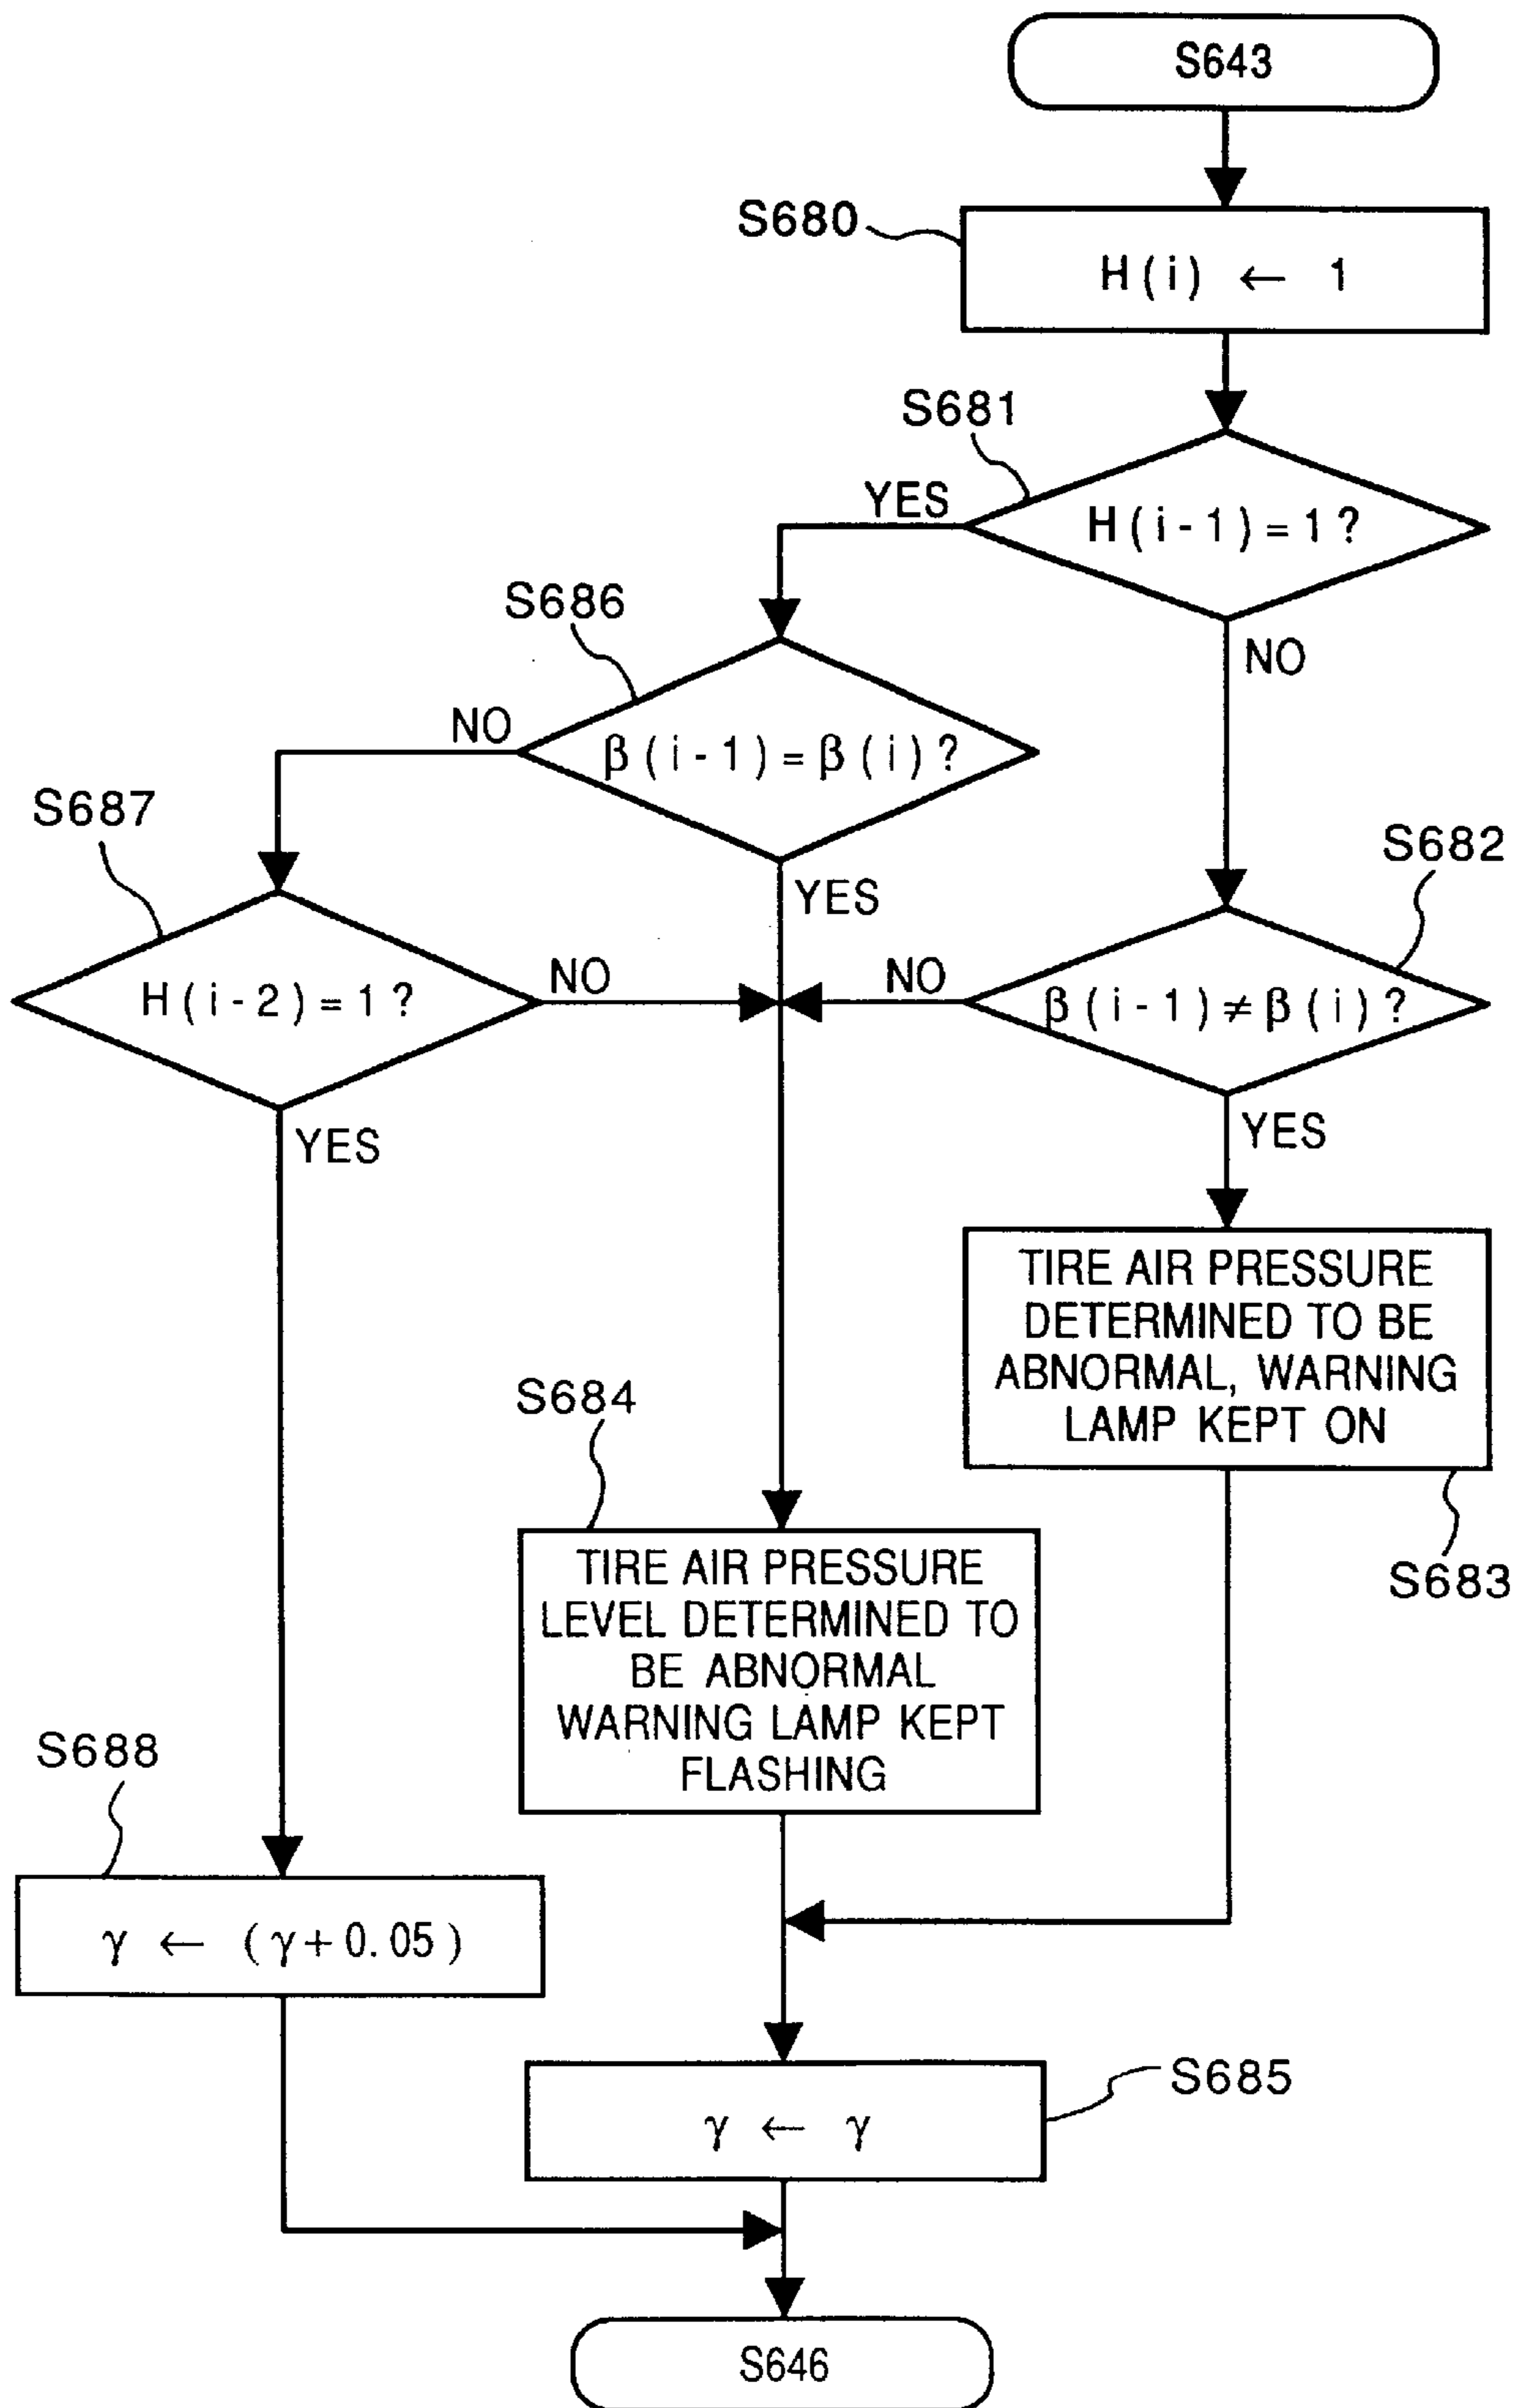 S643
S680
H(i) ← 1
S681
YES
H(i-1)=1?
S686
NO
NO
β(i-1)=β(i)?
S687
S682
YES
H(i-2)=1?
NO
NO
β(i-1)≠β(i)?
YES
YES
TIRE AIR PRESSURE
DETERMINED TO BE
ABNORMAL, WARNING
LAMP KEPT ON
S684
TIRE AIR PRESSURE
LEVEL DETERMINED TO
BE ABNORMAL
WARNING LAMP KEPT
FLASHING
S683
S688
γ ← (γ+0.05)
S685
γ ← γ
S646